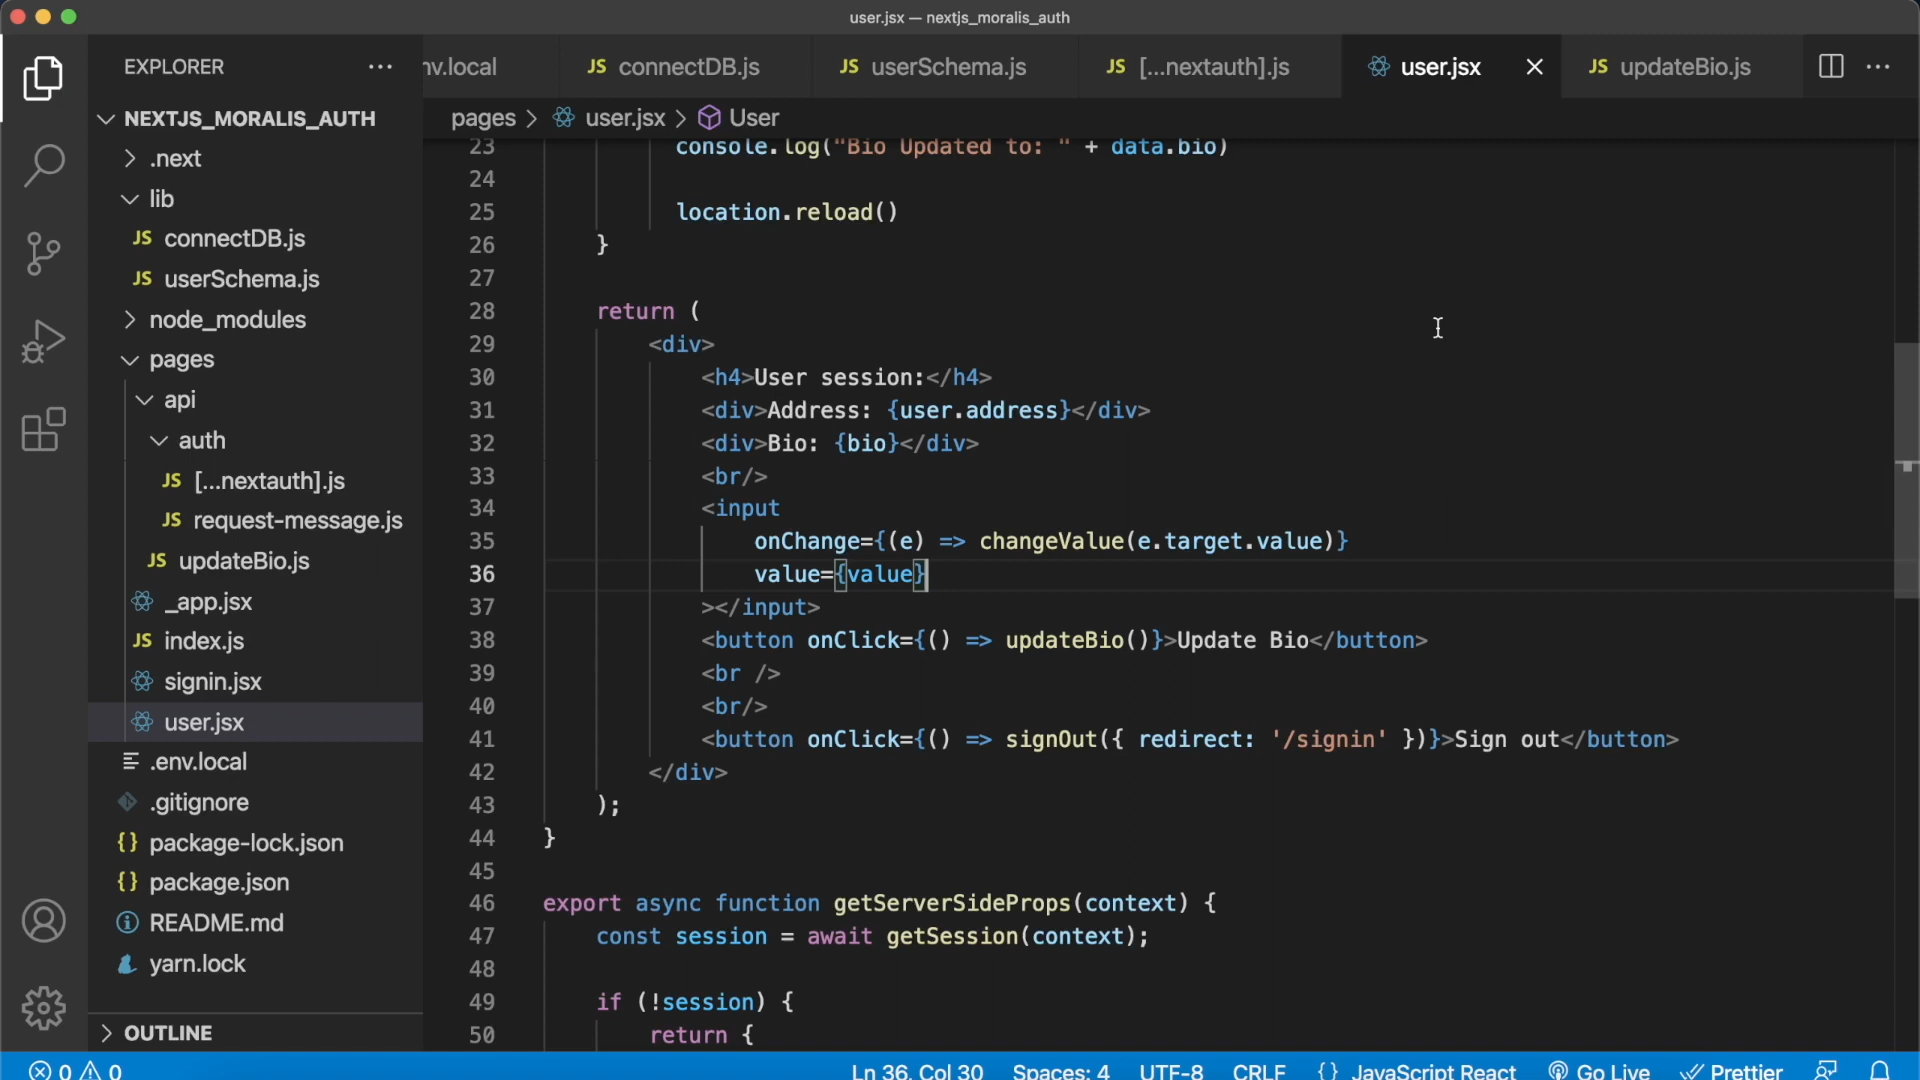 user.jsx — nextjs_moralis_auth
EXPLORER
nv.local
JS connectDB.js
JS userSchema.js
JS [...nextauth].js
user.jsx
JS updateBio.js
pages > user.jsx > User
NEXTJS_MORALIS_AUTH
.next
lib
JS connectDB.js
JS userSchema.js
node_modules
pages
api
auth
JS [...nextauth].js
JS request-message.js
JS updateBio.js
_app.jsx
JS index.js
signin.jsx
user.jsx
.env.local
.gitignore
{} package-lock.json
{} package.json
README.md
yarn.lock
OUTLINE
23 console.log("Bio Updated to: " + data.bio)
24
25 location.reload()
26 }
27
28 return (
29 <div>
30 <h4>User session:</h4>
31 <div>Address: {user.address}</div>
32 <div>Bio: {bio}</div>
33 <br/>
34 <input
35 onChange={(e) => changeValue(e.target.value)}
36 value={value}
37 ></input>
38 <button onClick={() => updateBio()}>Update Bio</button>
39 <br />
40 <br/>
41 <button onClick={() => signOut({ redirect: '/signin' })}>Sign out</button>
42 </div>
43 );
44 }
45
46 export async function getServerSideProps(context) {
47 const session = await getSession(context);
48
49 if (!session) {
50 return {
0 0
Ln 36, Col 30
Spaces: 4
UTF-8
CRLF
{} JavaScript React
Go Live
Prettier